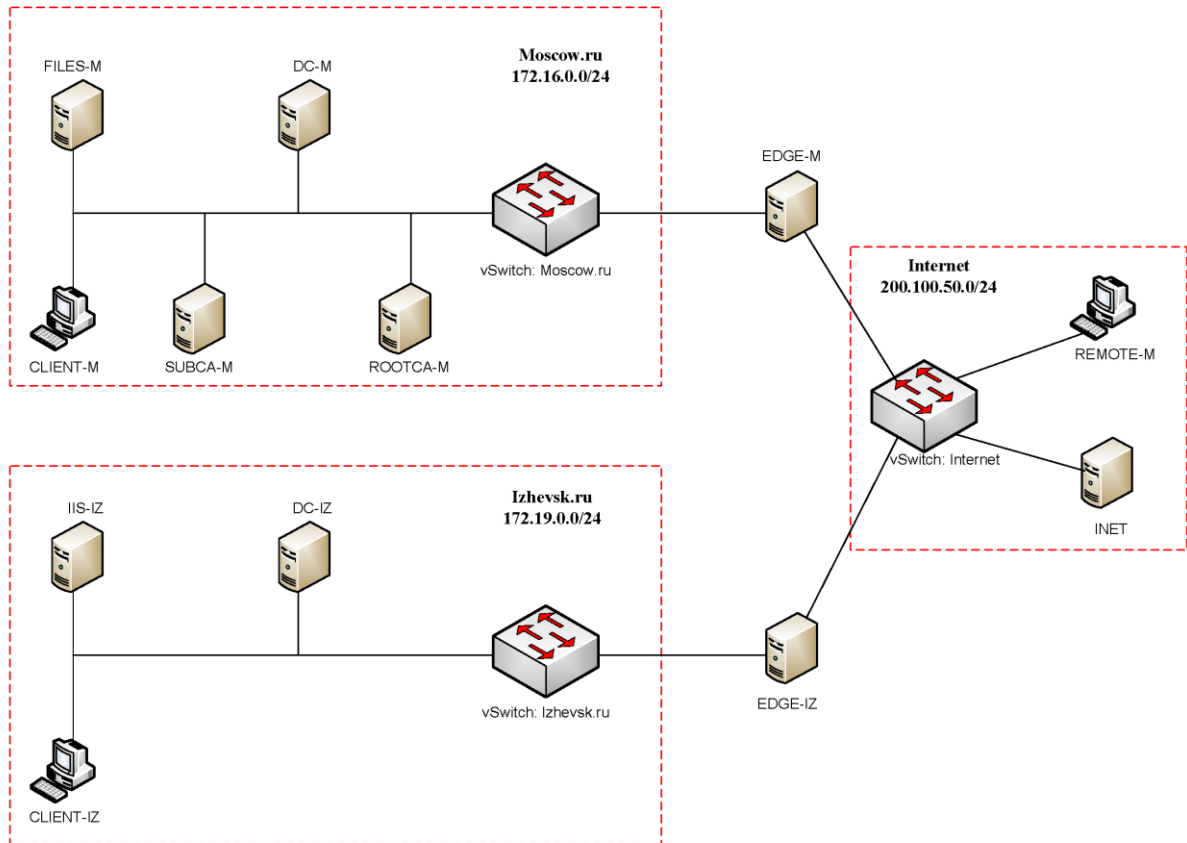 Moscow.ru
172.16.0.0/24
FILES-M
DC-M
vSwitch: Moscow.ru
CLIENT-M
SUBCA-M
ROOTCA-M
EDGE-M
Internet
200.100.50.0/24
REMOTE-M
vSwitch: Internet
INET
Izhevsk.ru
172.19.0.0/24
IIS-IZ
DC-IZ
vSwitch: Izhevsk.ru
EDGE-IZ
CLIENT-IZ